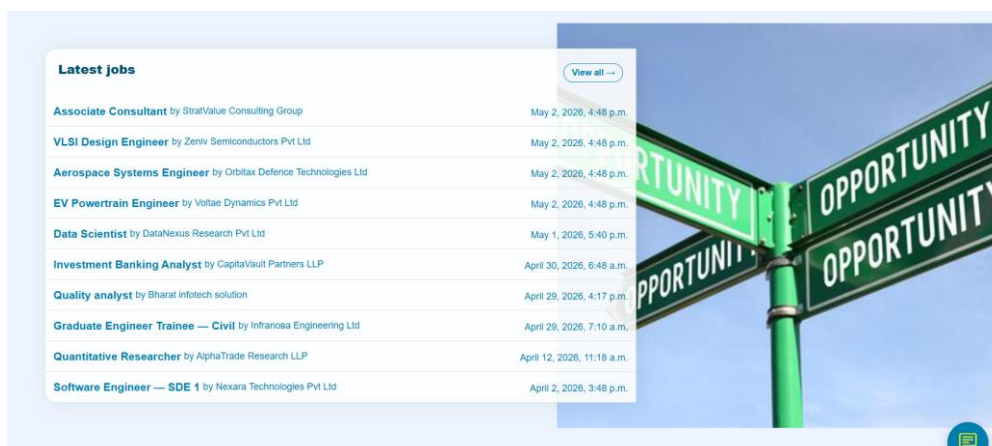 Latest jobs
View all →
Associate Consultant by StratValue Consulting Group May 2, 2026, 4:48 p.m.
VLSI Design Engineer by Zeniv Semiconductors Pvt Ltd May 2, 2026, 4:48 p.m.
Aerospace Systems Engineer by Orbitax Defence Technologies Ltd May 2, 2026, 4:48 p.m.
EV Powertrain Engineer by Voltae Dynamics Pvt Ltd May 2, 2026, 4:48 p.m.
Data Scientist by DataNexus Research Pvt Ltd May 1, 2026, 5:40 p.m.
Investment Banking Analyst by CapitaVault Partners LLP April 30, 2026, 6:48 a.m.
Quality analyst by Bharat infotech solution April 29, 2026, 4:17 p.m.
Graduate Engineer Trainee — Civil by Infranoва Engineering Ltd April 29, 2026, 7:10 a.m.
Quantitative Researcher by AlphaTrade Research LLP April 12, 2026, 11:18 a.m.
Software Engineer — SDE 1 by Nexara Technologies Pvt Ltd April 2, 2026, 3:48 p.m.
OPPORTUNITY
OPPORTUNITY
OPPORTUNITY
OPPORTUNITY